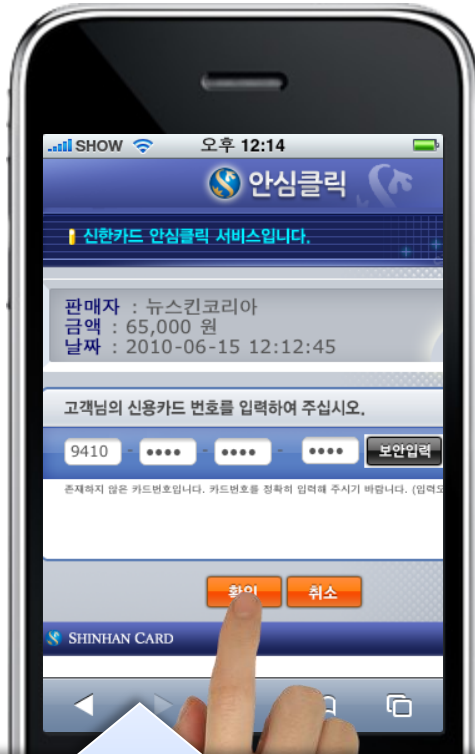 SHOW 오후 12:14
안심클릭
신한카드 안심클릭 서비스입니다.
판매자 : 뉴스킨코리아
금액 : 65,000 원
날짜 : 2010-06-15 12:12:45
고객님의 신용카드 번호를 입력하여 주십시오.
9410 - •••• - •••• - •••• 보안입력
존재하지 않은 카드번호입니다. 카드번호를 정확히 입력해 주시기 바랍니다. (입력오
확인 취소
SHINHAN CARD